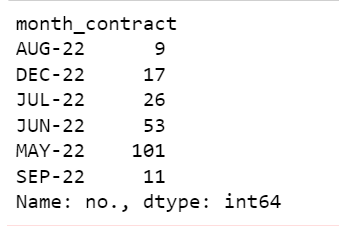 month_contract
AUG-22 9
DEC-22 17
JUL-22 26
JUN-22 53
MAY-22 101
SEP-22 11
Name: no., dtype: int64